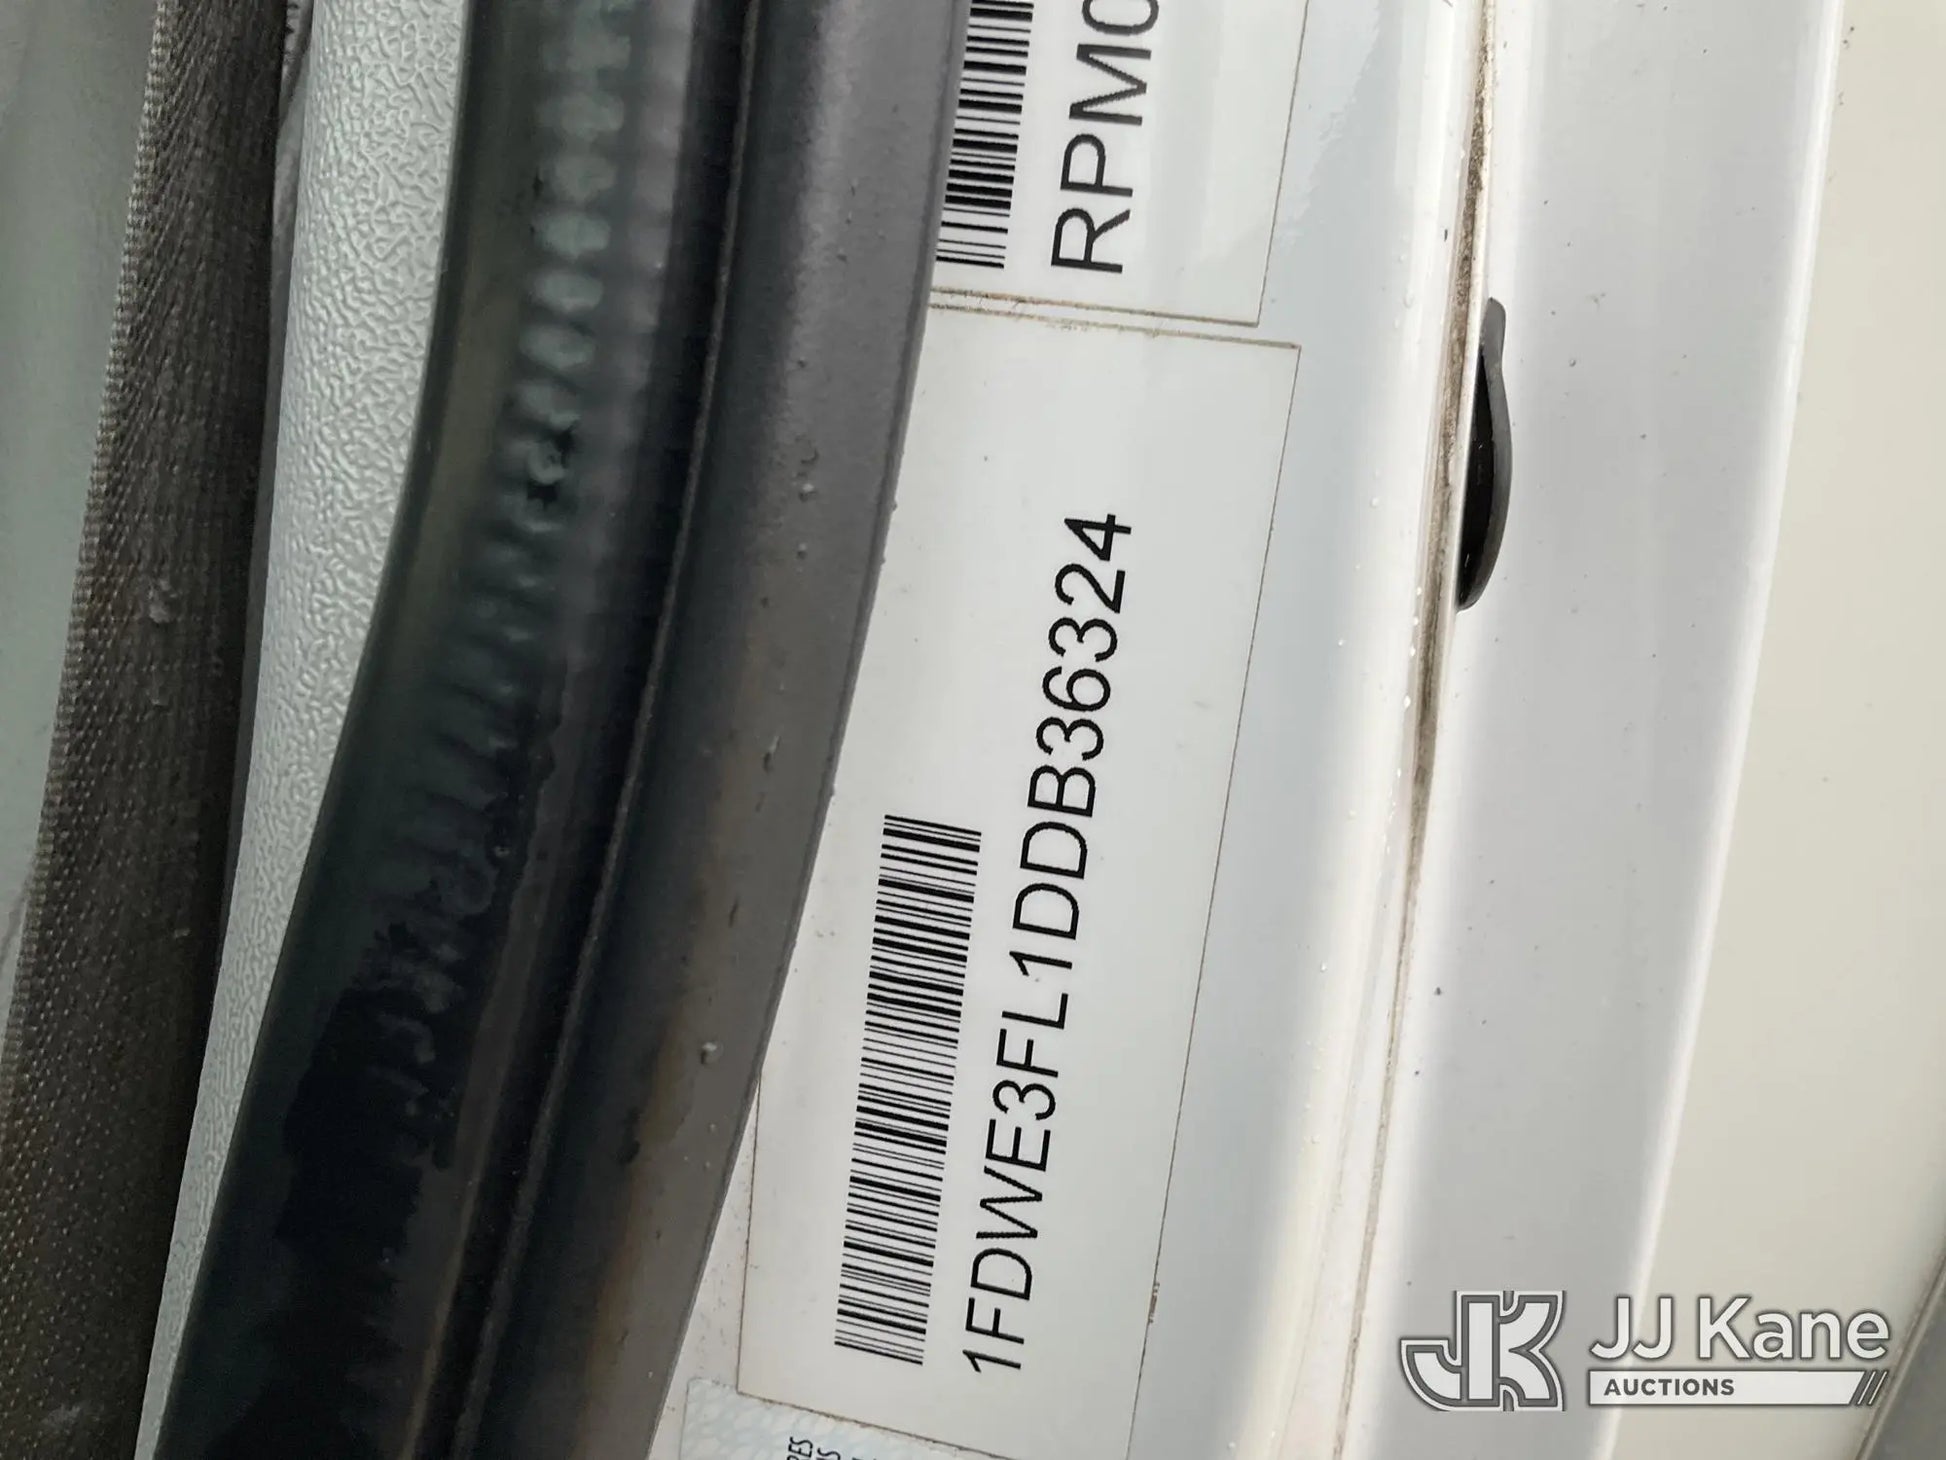 RPM0
1FDWE3FL1DDB36324
JJ Kane
AUCTIONS